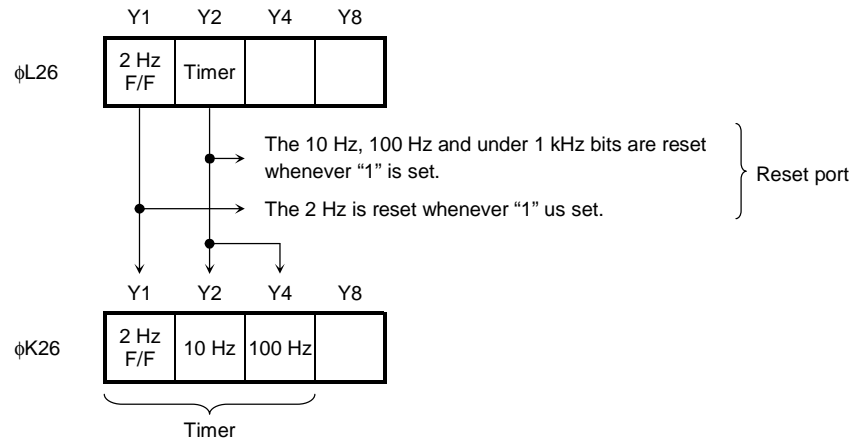 Y1 Y2 Y4 Y8
φL26
2 Hz
F/F
Timer
The 10 Hz, 100 Hz and under 1 kHz bits are reset
whenever “1” is set.
Reset port
The 2 Hz is reset whenever “1” us set.
Y1 Y2 Y4 Y8
φK26
2 Hz
F/F
10 Hz
100 Hz
Timer